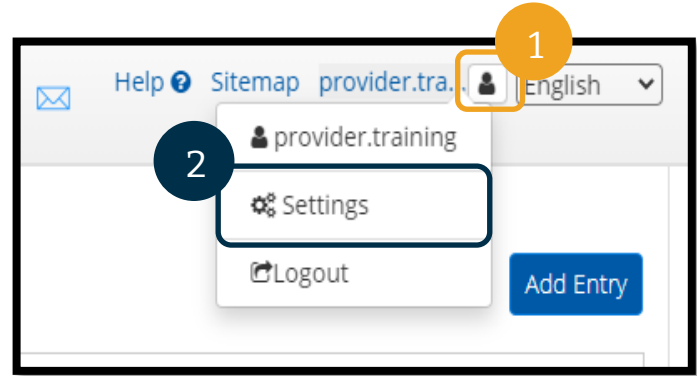 1
Help Sitemap provider.tra... English
provider.training
2
Settings
Logout
Add Entry